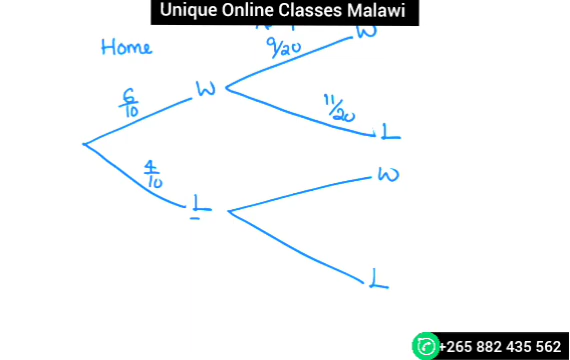 Unique Online Classes Malawi
W
9/20
Home
6/10
W
11/20
L
4/10
W
L
L
+265 882 435 562